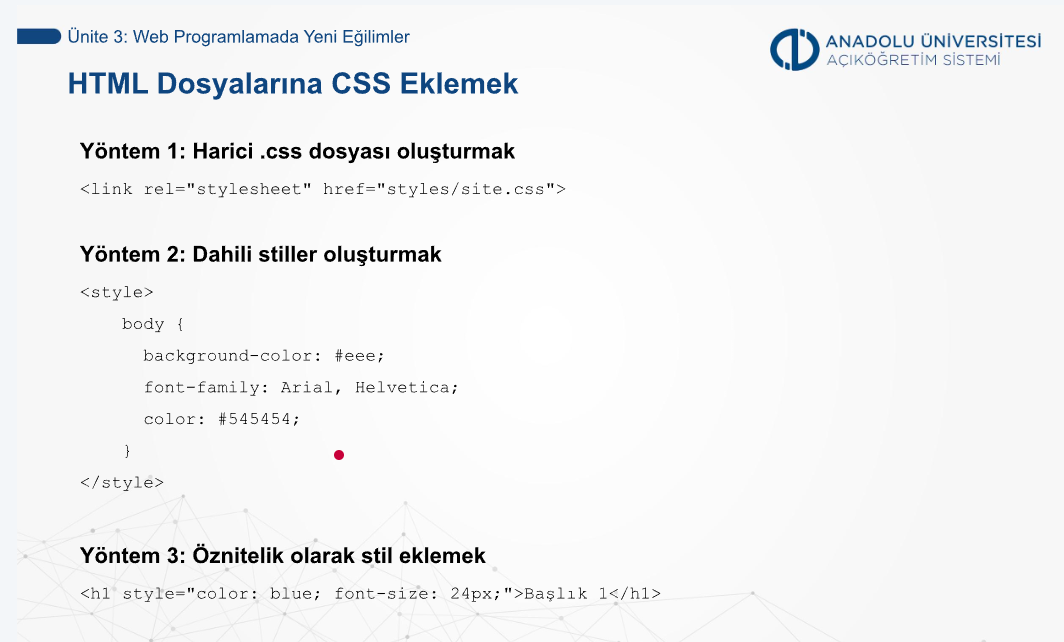 Ünite 3: Web Programlamada Yeni Eğilimler
ANADOLU ÜNİVERSİTESİ
AÇIKÖĞRETİM SİSTEMİ
HTML Dosyalarına CSS Eklemek
Yöntem 1: Harici .css dosyası oluşturmak
<link rel="stylesheet" href="styles/site.css">
Yöntem 2: Dahili stiller oluşturmak
<style>
    body {
      background-color: #eee;
      font-family: Arial, Helvetica;
      color: #545454;
    }
</style>
Yöntem 3: Öznitelik olarak stil eklemek
<h1 style="color: blue; font-size: 24px;">Başlık 1</h1>